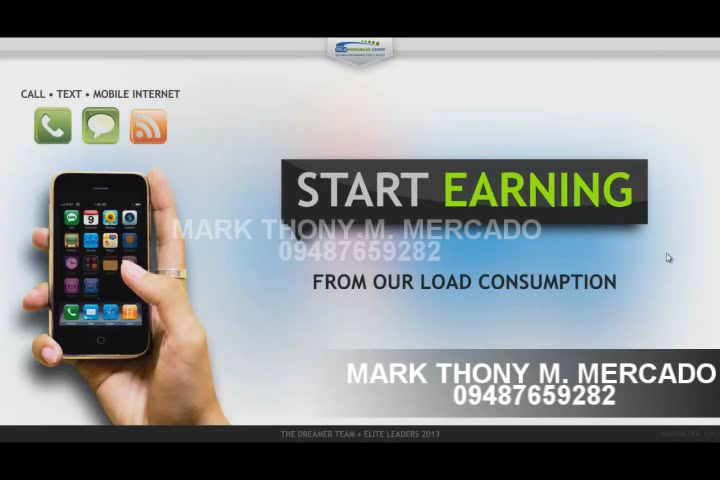 CALL • TEXT • MOBILE INTERNET
START EARNING
MARK THONY M. MERCADO
09487659282
FROM OUR LOAD CONSUMPTION
MARK THONY M. MERCADO
09487659282
THE DREAMER TEAM • ELITE LEADERS 2013